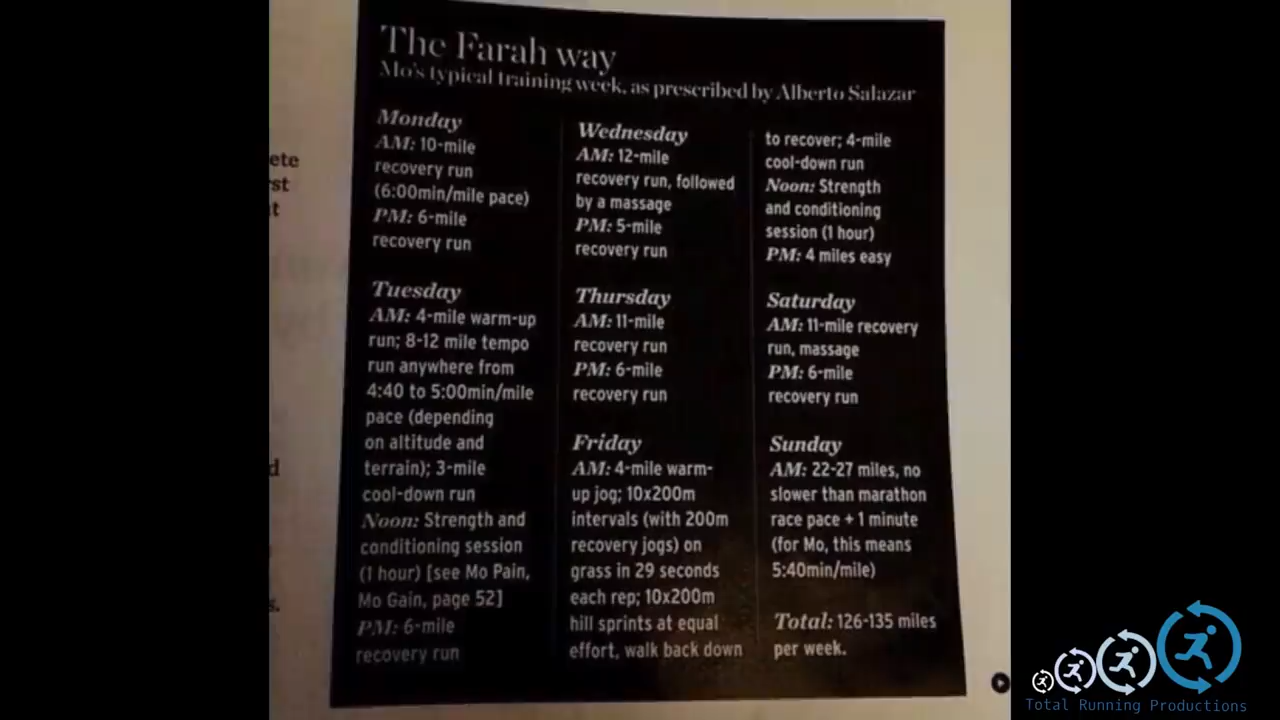 The Farah way
Mo's typical training week, as prescribed by Alberto Salazar
Monday
AM: 10-mile
recovery run
(6:00min/mile pace)
PM: 6-mile
recovery run
Tuesday
AM: 4-mile warm-up
run; 8-12 mile tempo
run anywhere from
4:40 to 5:00min/mile
pace (depending
on altitude and
terrain); 3-mile
cool-down run
Noon: Strength and
conditioning session
(1 hour) [see Mo Pain,
Mo Gain, page 52]
PM: 6-mile
recovery run
Wednesday
AM: 12-mile
recovery run, followed
by a massage
PM: 5-mile
recovery run
Thursday
AM: 11-mile
recovery run
PM: 6-mile
recovery run
Friday
AM: 4-mile warm-
up jog; 10x200m
intervals (with 200m
recovery jogs) on
grass in 29 seconds
each rep; 10x200m
hill sprints at equal
effort, walk back down
to recover; 4-mile
cool-down run
Noon: Strength
and conditioning
session (1 hour)
PM: 4 miles easy
Saturday
AM: 11-mile recovery
run, massage
PM: 6-mile
recovery run
Sunday
AM: 22-27 miles, no
slower than marathon
race pace + 1 minute
(for Mo, this means
5:40min/mile)
Total: 126-135 miles
per week.
Total Running Productions